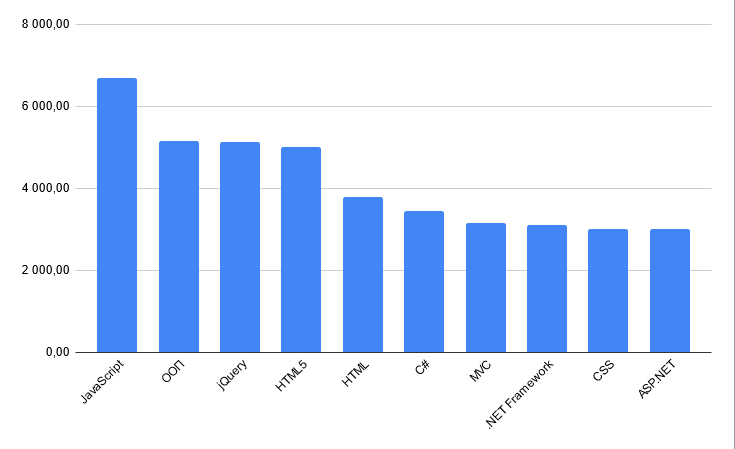 8 000,00
6 000,00
4 000,00
2 000,00
0,00
JavaScript
ООП
jQuery
HTML5
HTML
C#
MVC
.NET Framework
CSS
ASP.NET